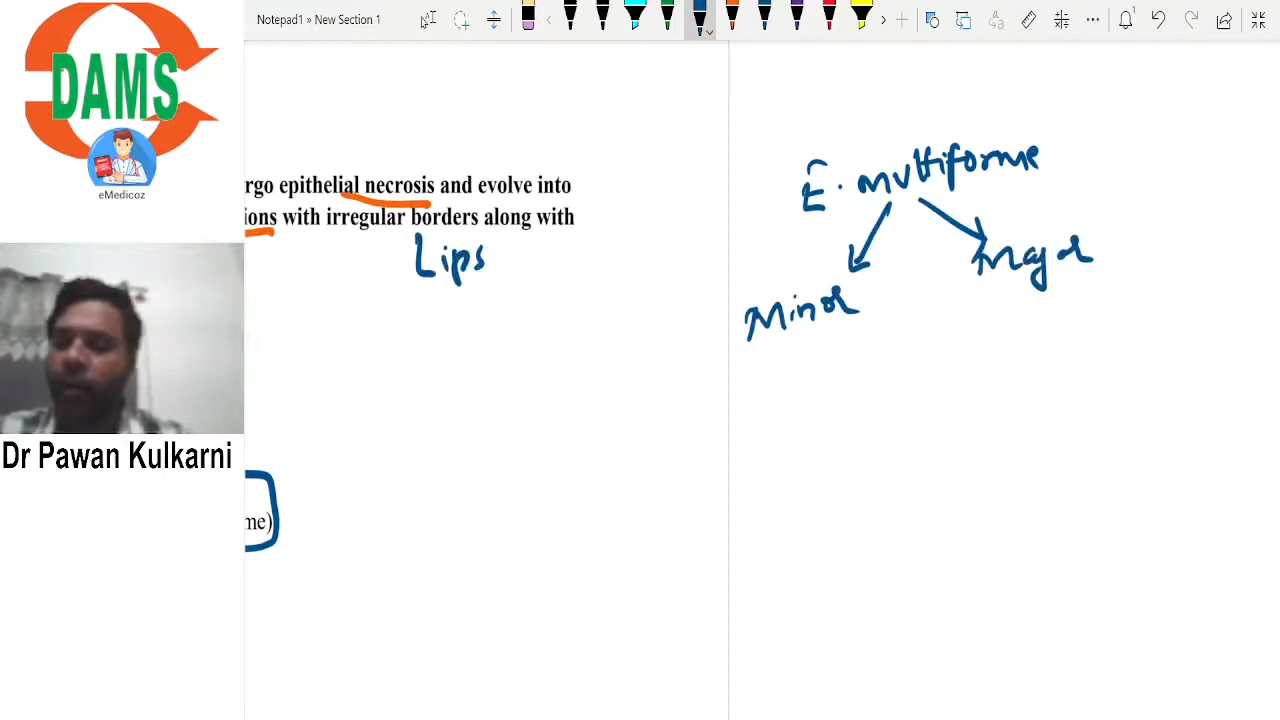 Notepad1 » New Section 1
DAMS
eMedicoz
Dr Pawan Kulkarni
rgo epithelial necrosis and evolve into
ions with irregular borders along with
Lips
me)
E. multiforme
Minor
Major